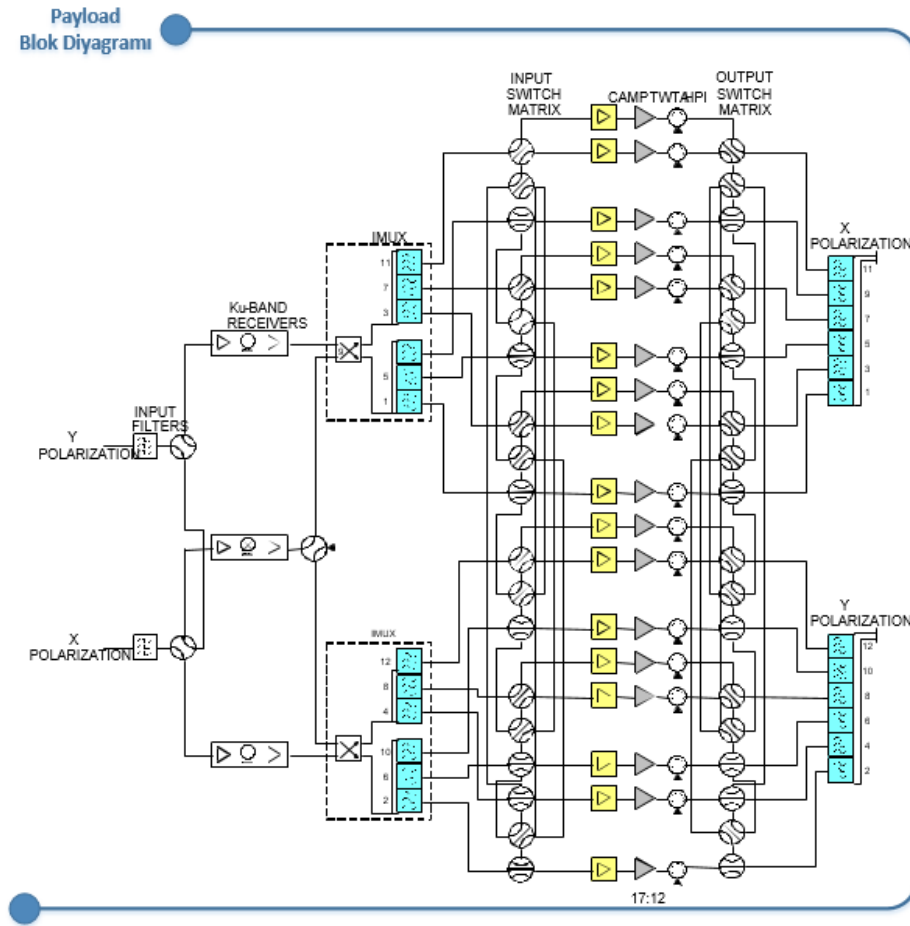 Payload
Blok Diyagramı
INPUT
SWITCH
MATRIX
CAMPTWTAHPI
OUTPUT
SWITCH
MATRIX
IMUX
11
7
3
9
5
1
Ku-BAND
RECEIVERS
INPUT
FILTERS
Y
POLARIZATION
X
POLARIZATION
IMUX
12
8
4
10
6
2
X
POLARIZATION
11
9
7
5
3
1
Y
POLARIZATION
12
10
8
6
4
2
17:12